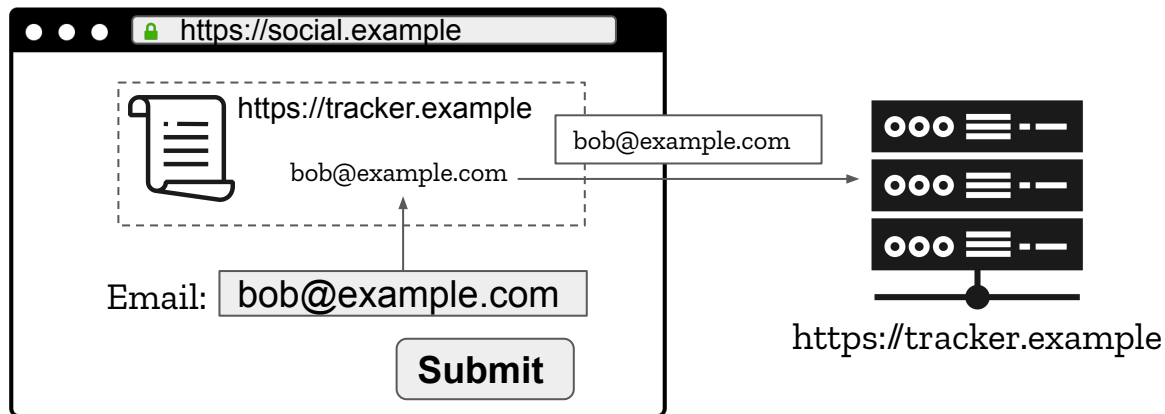 https://social.example
https://tracker.example
bob@example.com
bob@example.com
Email: bob@example.com
Submit
https://tracker.example